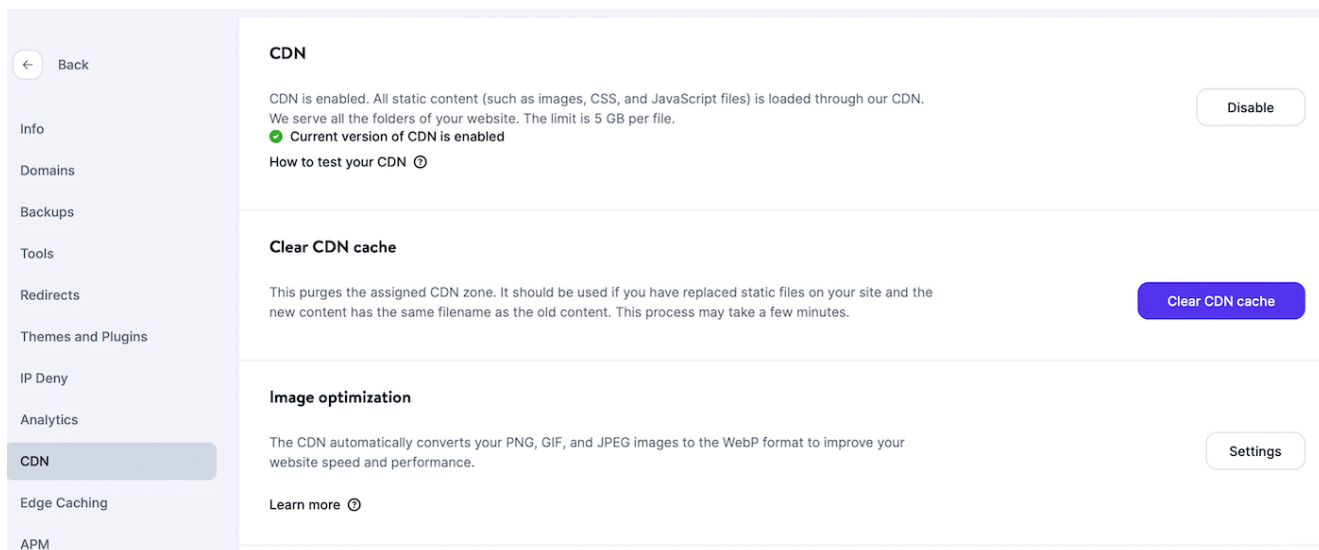 Back
Info
Domains
Backups
Tools
Redirects
Themes and Plugins
IP Deny
Analytics
CDN
Edge Caching
APM
CDN
CDN is enabled. All static content (such as images, CSS, and JavaScript files) is loaded through our CDN.
We serve all the folders of your website. The limit is 5 GB per file.
Current version of CDN is enabled
How to test your CDN
Disable
Clear CDN cache
This purges the assigned CDN zone. It should be used if you have replaced static files on your site and the
new content has the same filename as the old content. This process may take a few minutes.
Clear CDN cache
Image optimization
The CDN automatically converts your PNG, GIF, and JPEG images to the WebP format to improve your
website speed and performance.
Learn more
Settings